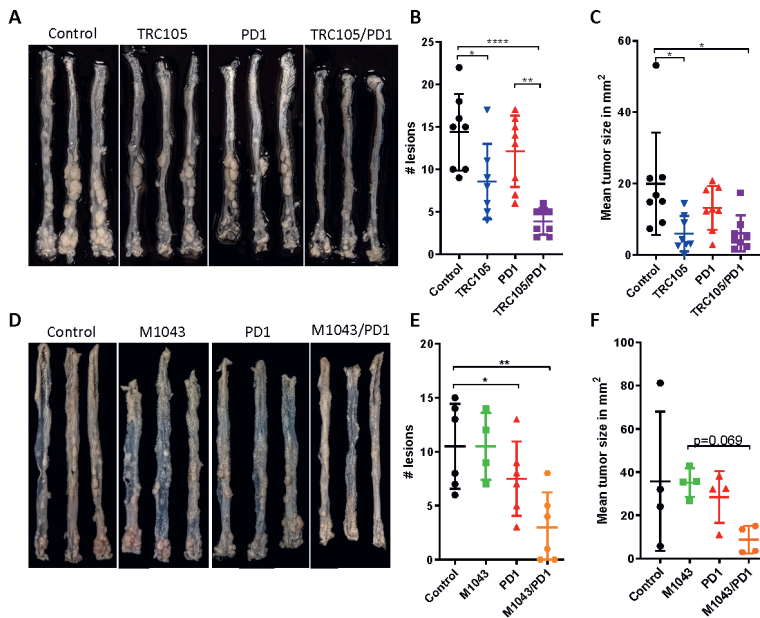 A
Control
TRC105
PD1
TRC105/PD1
B
# lesions
25
20
15
10
5
0
****
*
**
Control
TRC105
PD1
TRC105/PD1
C
Mean tumor size in mm2
60
40
20
0
*
*
Control
TRC105
PD1
TRC105/PD1
D
Control
M1043
PD1
M1043/PD1
E
# lesions
20
15
10
5
0
**
*
Control
M1043
PD1
M1043/PD1
F
Mean tumor size in mm2
100
80
60
40
20
0
p=0.069
Control
M1043
PD1
M1043/PD1